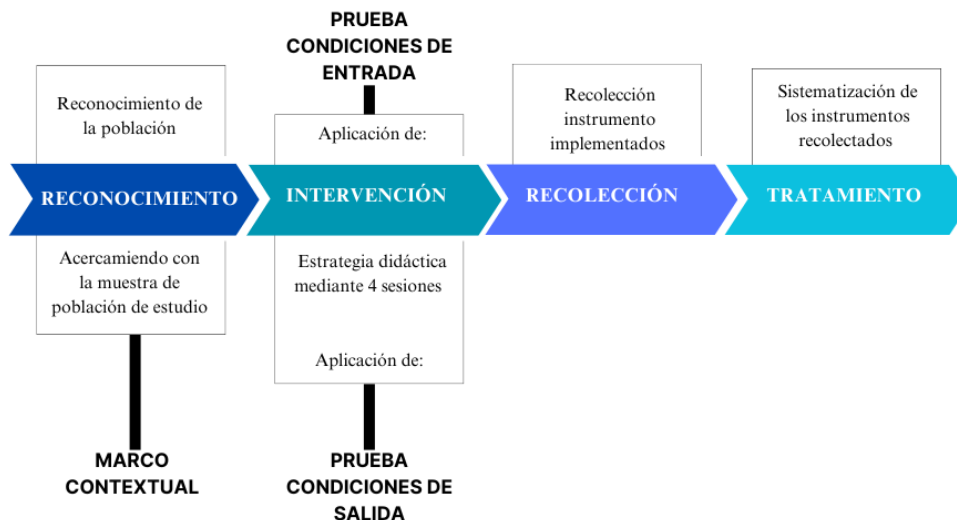 PRUEBA
CONDICIONES DE
ENTRADA
Reconocimiento de
la población
Aplicación de:
Recolección
instrumento
implementados
Sistematización de
los instrumentos
recolectados
RECONOCIMIENTO
INTERVENCIÓN
RECOLECCIÓN
TRATAMIENTO
Acercamiendo con
la muestra de
población de estudio
Estrategia didáctica
mediante 4 sesiones
Aplicación de:
MARCO
CONTEXTUAL
PRUEBA
CONDICIONES DE
SALIDA